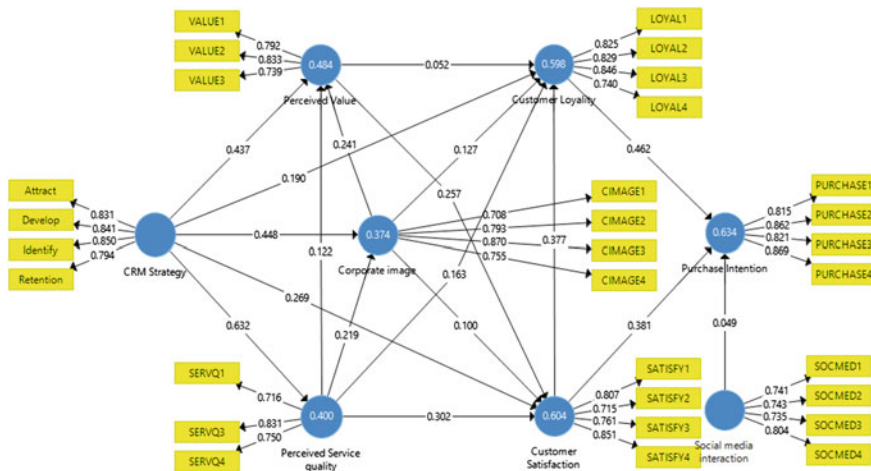 VALUE1
VALUE2
VALUE3
0.792
0.833
0.739
0.484
Perceived Value
0.052
0.598
Customer Loyality
0.825
0.829
0.846
0.740
LOYAL1
LOYAL2
LOYAL3
LOYAL4
0.437
0.241
0.190
0.127
0.257
0.462
Attract
Develop
Identify
Retention
0.831
0.841
0.850
0.794
CRM Strategy
0.448
0.122
0.374
Corporate image
0.708
0.793
0.870
0.755
CIMAGE1
CIMAGE2
CIMAGE3
CIMAGE4
0.163
0.377
0.634
Purchase Intention
0.815
0.862
0.821
0.869
PURCHASE1
PURCHASE2
PURCHASE3
PURCHASE4
0.269
0.632
0.219
0.100
0.381
0.049
SERVQ1
SERVQ3
SERVQ4
0.716
0.831
0.750
0.400
Perceived Service
quality
0.302
0.604
Customer
Satisfaction
0.807
0.715
0.761
0.851
SATISFY1
SATISFY2
SATISFY3
SATISFY4
Social media
interaction
0.741
0.743
0.735
0.804
SOCMED1
SOCMED2
SOCMED3
SOCMED4